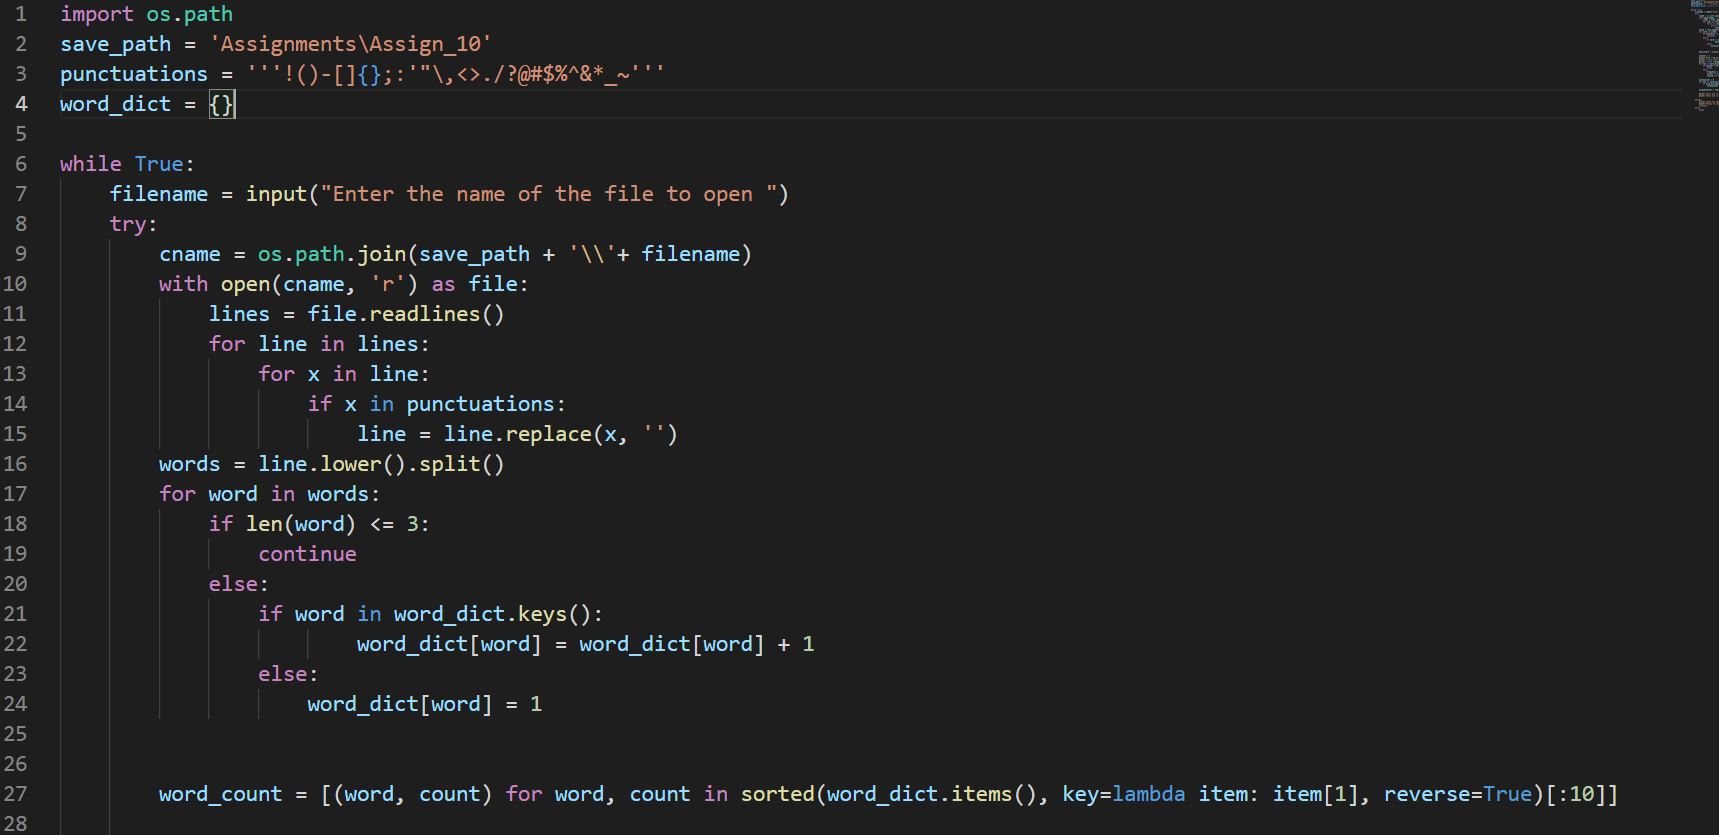 1 import os.path
2 save_path = 'Assignments\Assign_10'
3 punctuations = '''!()-[]{};:'"\,<>./?@#$%^&*_~'''
4 word_dict = {}
5
6 while True:
7     filename = input("Enter the name of the file to open ")
8     try:
9         cname = os.path.join(save_path + '\\'+ filename)
10         with open(cname, 'r') as file:
11             lines = file.readlines()
12             for line in lines:
13                 for x in line:
14                     if x in punctuations:
15                         line = line.replace(x, '')
16         words = line.lower().split()
17         for word in words:
18             if len(word) <= 3:
19                 continue
20             else:
21                 if word in word_dict.keys():
22                         word_dict[word] = word_dict[word] + 1
23                 else:
24                     word_dict[word] = 1
25
26
27         word_count = [(word, count) for word, count in sorted(word_dict.items(), key=lambda item: item[1], reverse=True)[:10]]
28